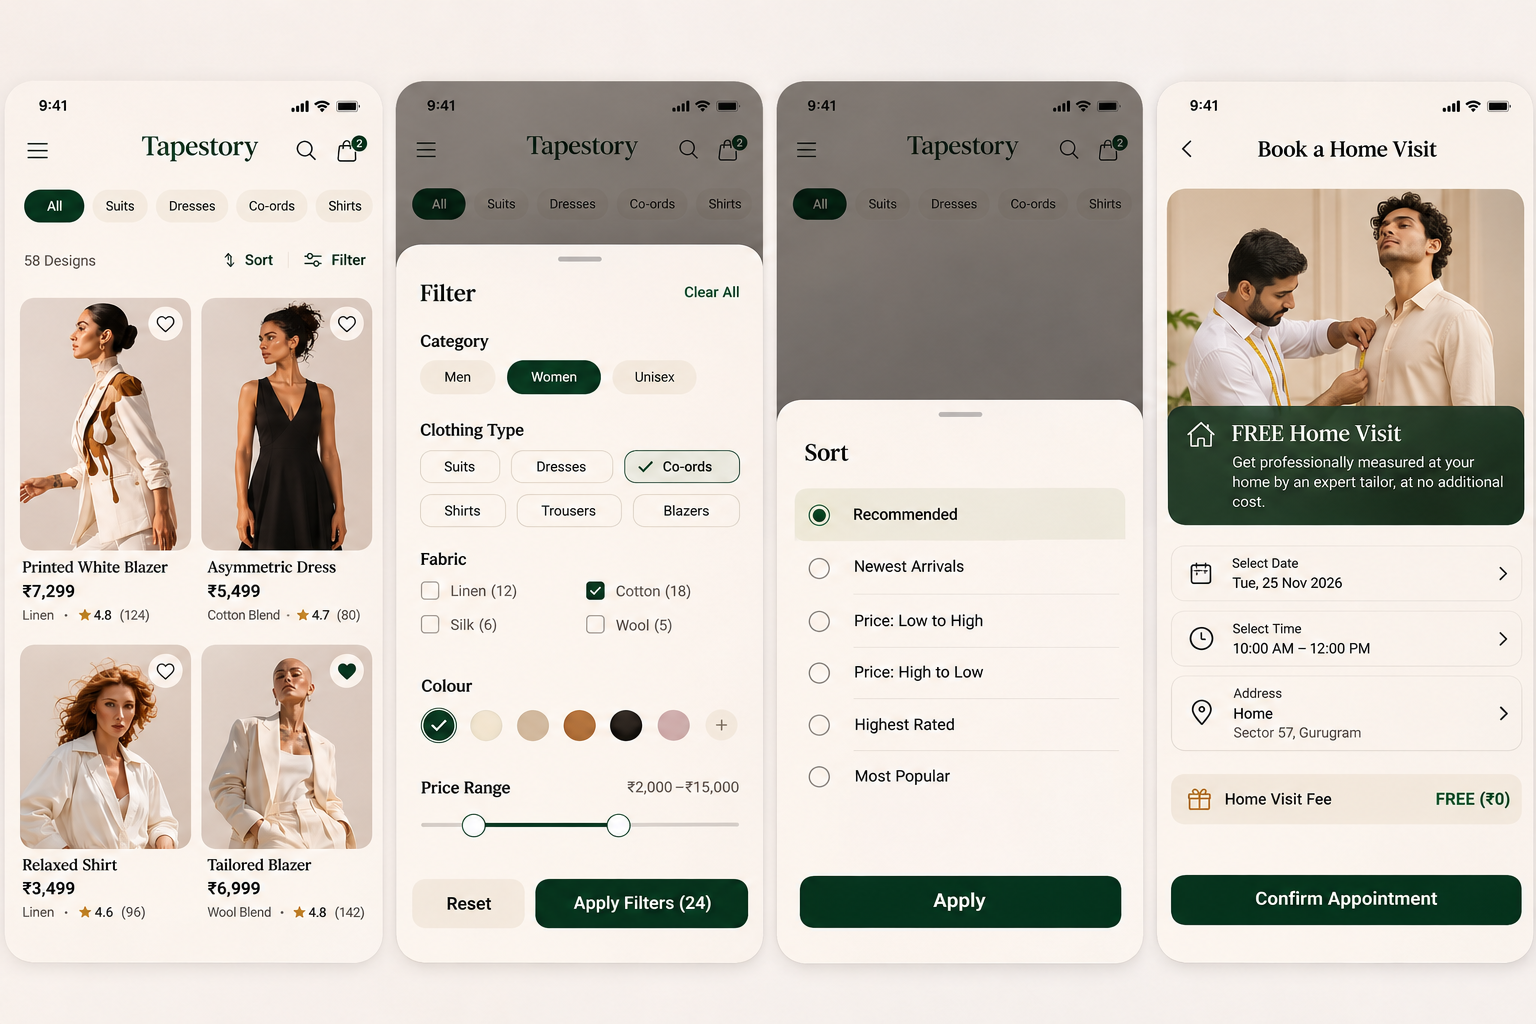 9:41
Tapestory
2
All Suits Dresses Co-ords Shirts
58 Designs Sort Filter
Printed White Blazer
₹7,299
Linen • 4.8 (124)
Asymmetric Dress
₹5,499
Cotton Blend • 4.7 (80)
Relaxed Shirt
₹3,499
Linen • 4.6 (96)
Tailored Blazer
₹6,999
Wool Blend • 4.8 (142)
9:41
Tapestory
2
All Suits Dresses Co-ords Shirts
Filter Clear All
Category
Men Women Unisex
Clothing Type
Suits Dresses Co-ords
Shirts Trousers Blazers
Fabric
Linen (12) Cotton (18)
Silk (6) Wool (5)
Colour
+
Price Range ₹2,000–₹15,000
Reset Apply Filters (24)
9:41
Tapestory
2
All Suits Dresses Co-ords Shirts
Sort
Recommended
Newest Arrivals
Price: Low to High
Price: High to Low
Highest Rated
Most Popular
Apply
9:41
Book a Home Visit
FREE Home Visit
Get professionally measured at your
home by an expert tailor, at no additional
cost.
Select Date
Tue, 25 Nov 2026
Select Time
10:00 AM – 12:00 PM
Address
Home
Sector 57, Gurugram
Home Visit Fee FREE (₹0)
Confirm Appointment